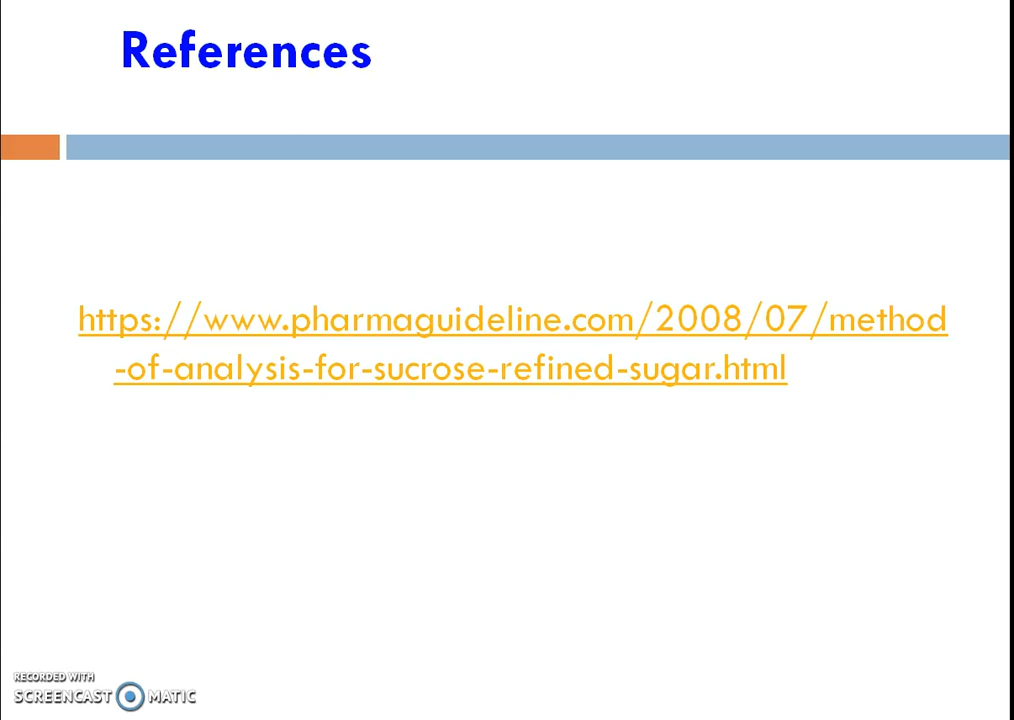 References
https://www.pharmaguideline.com/2008/07/method
-of-analysis-for-sucrose-refined-sugar.html
RECORDED WITH
SCREENCAST MATIC